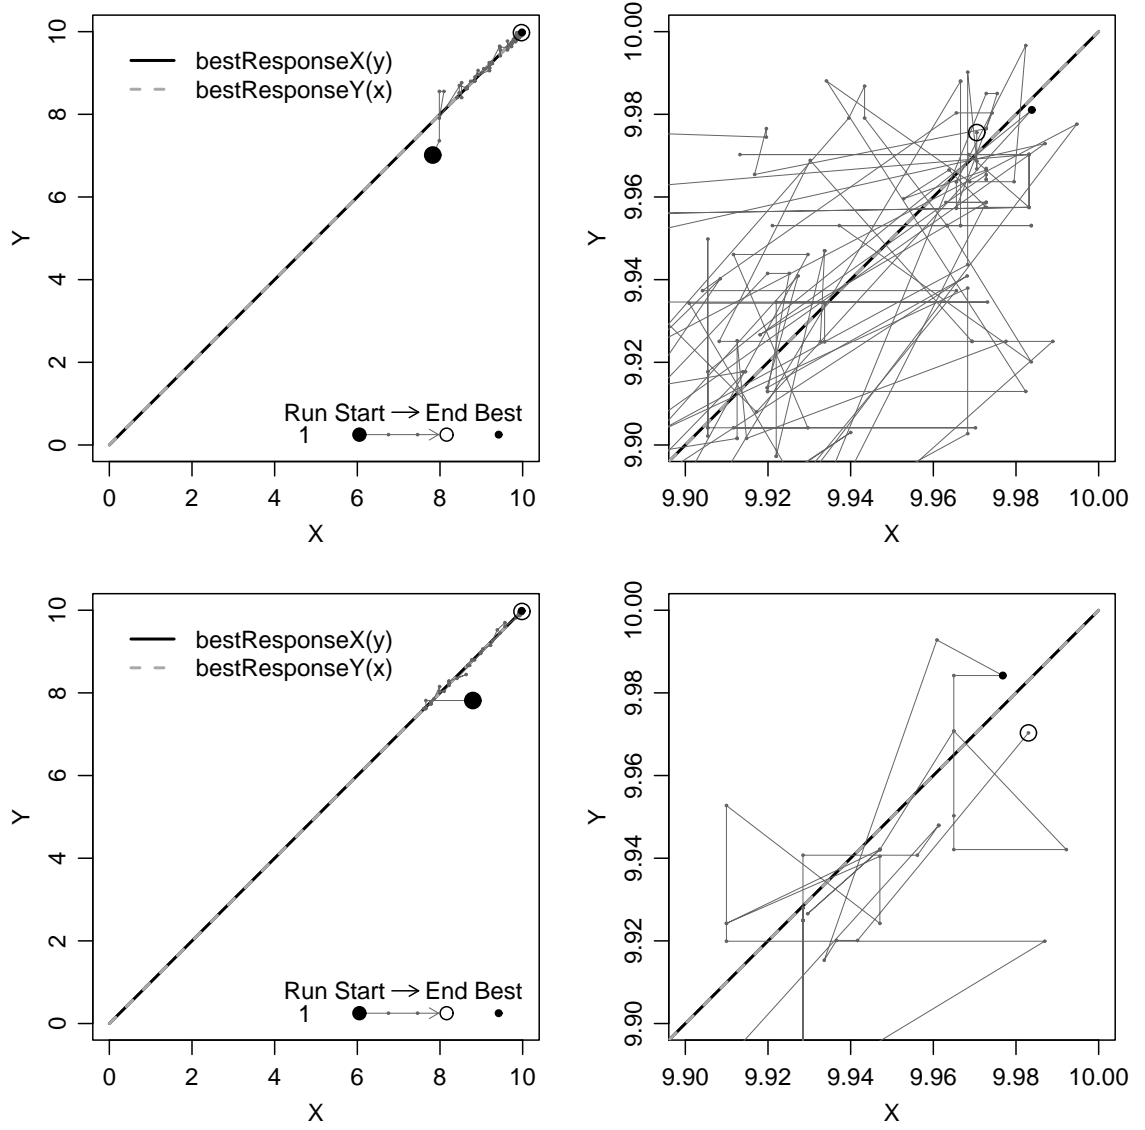 bestResponseX(y)
bestResponseY(x)
Run Start → End Best
1
0 2 4 6 8 10
X
0 2 4 6 8 10
Y
9.90 9.92 9.94 9.96 9.98 10.00
X
9.90 9.92 9.94 9.96 9.98 10.00
Y
bestResponseX(y)
bestResponseY(x)
Run Start → End Best
1
0 2 4 6 8 10
X
0 2 4 6 8 10
Y
9.90 9.92 9.94 9.96 9.98 10.00
X
9.90 9.92 9.94 9.96 9.98 10.00
Y